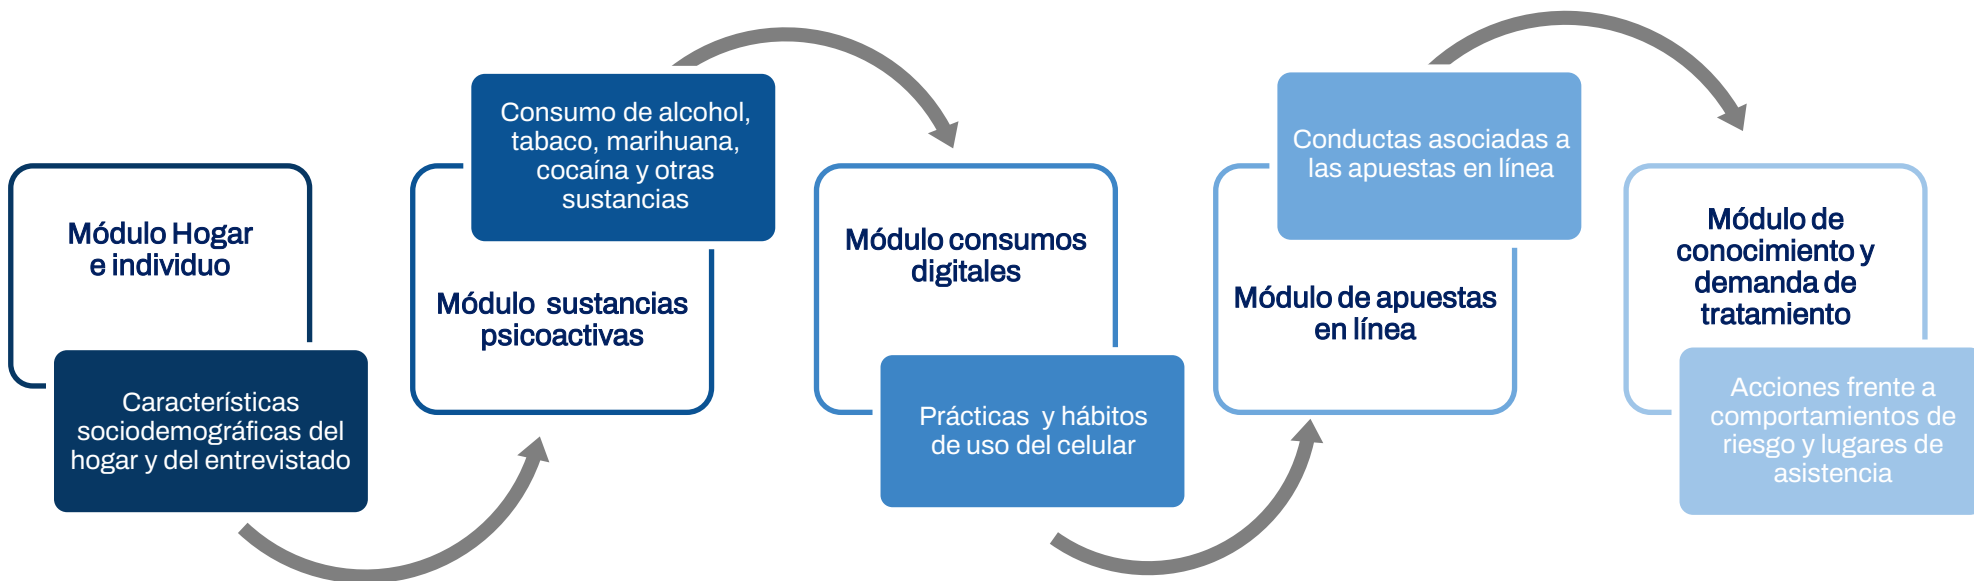 Módulo Hogar
e individuo
Características
sociodemográficas del
hogar y del entrevistado
Consumo de alcohol,
tabaco, marihuana,
cocaína y otras
sustancias
Módulo sustancias
psicoactivas
Módulo consumos
digitales
Prácticas y hábitos
de uso del celular
Conductas asociadas a
las apuestas en línea
Módulo de apuestas
en línea
Módulo de
conocimiento y
demanda de
tratamiento
Acciones frente a
comportamientos de
riesgo y lugares de
asistencia